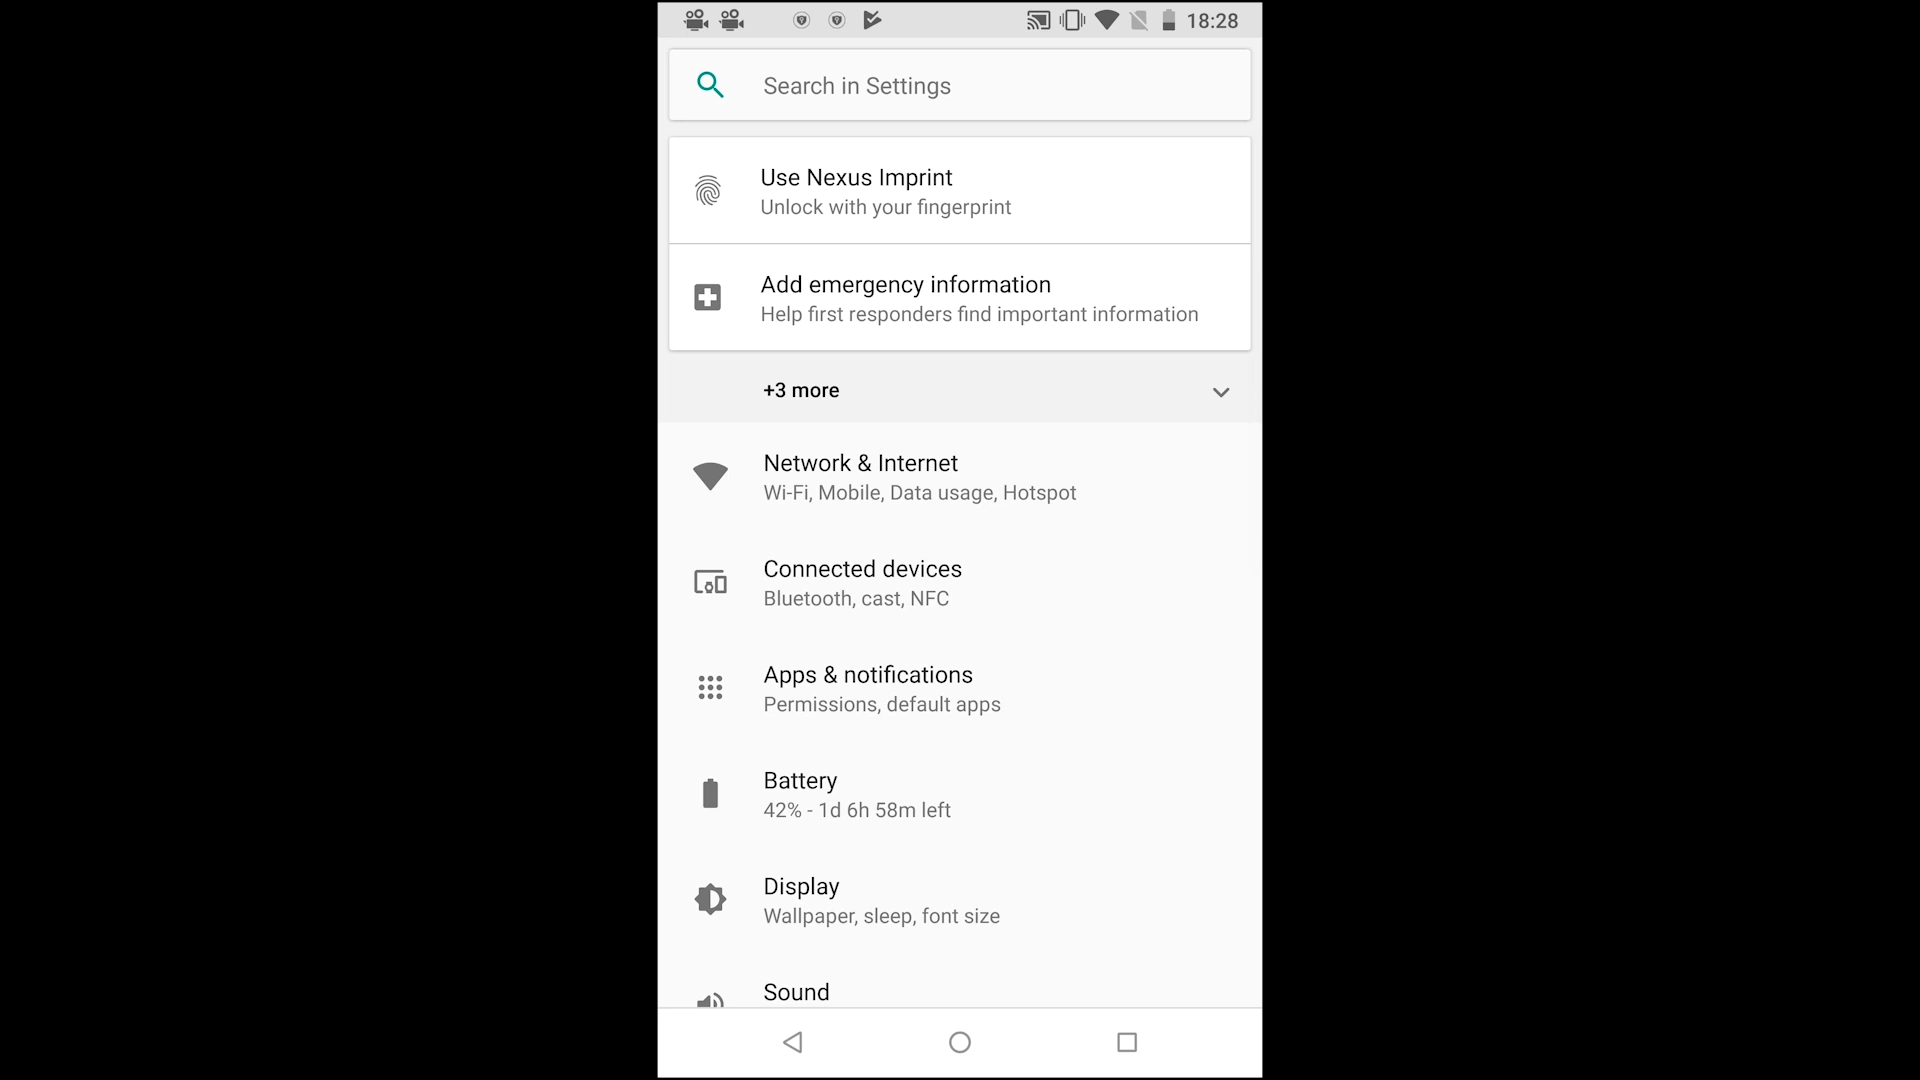 18:28
Search in Settings
Use Nexus Imprint
Unlock with your fingerprint
Add emergency information
Help first responders find important information
+3 more
Network & Internet
Wi-Fi, Mobile, Data usage, Hotspot
Connected devices
Bluetooth, cast, NFC
Apps & notifications
Permissions, default apps
Battery
42% - 1d 6h 58m left
Display
Wallpaper, sleep, font size
Sound